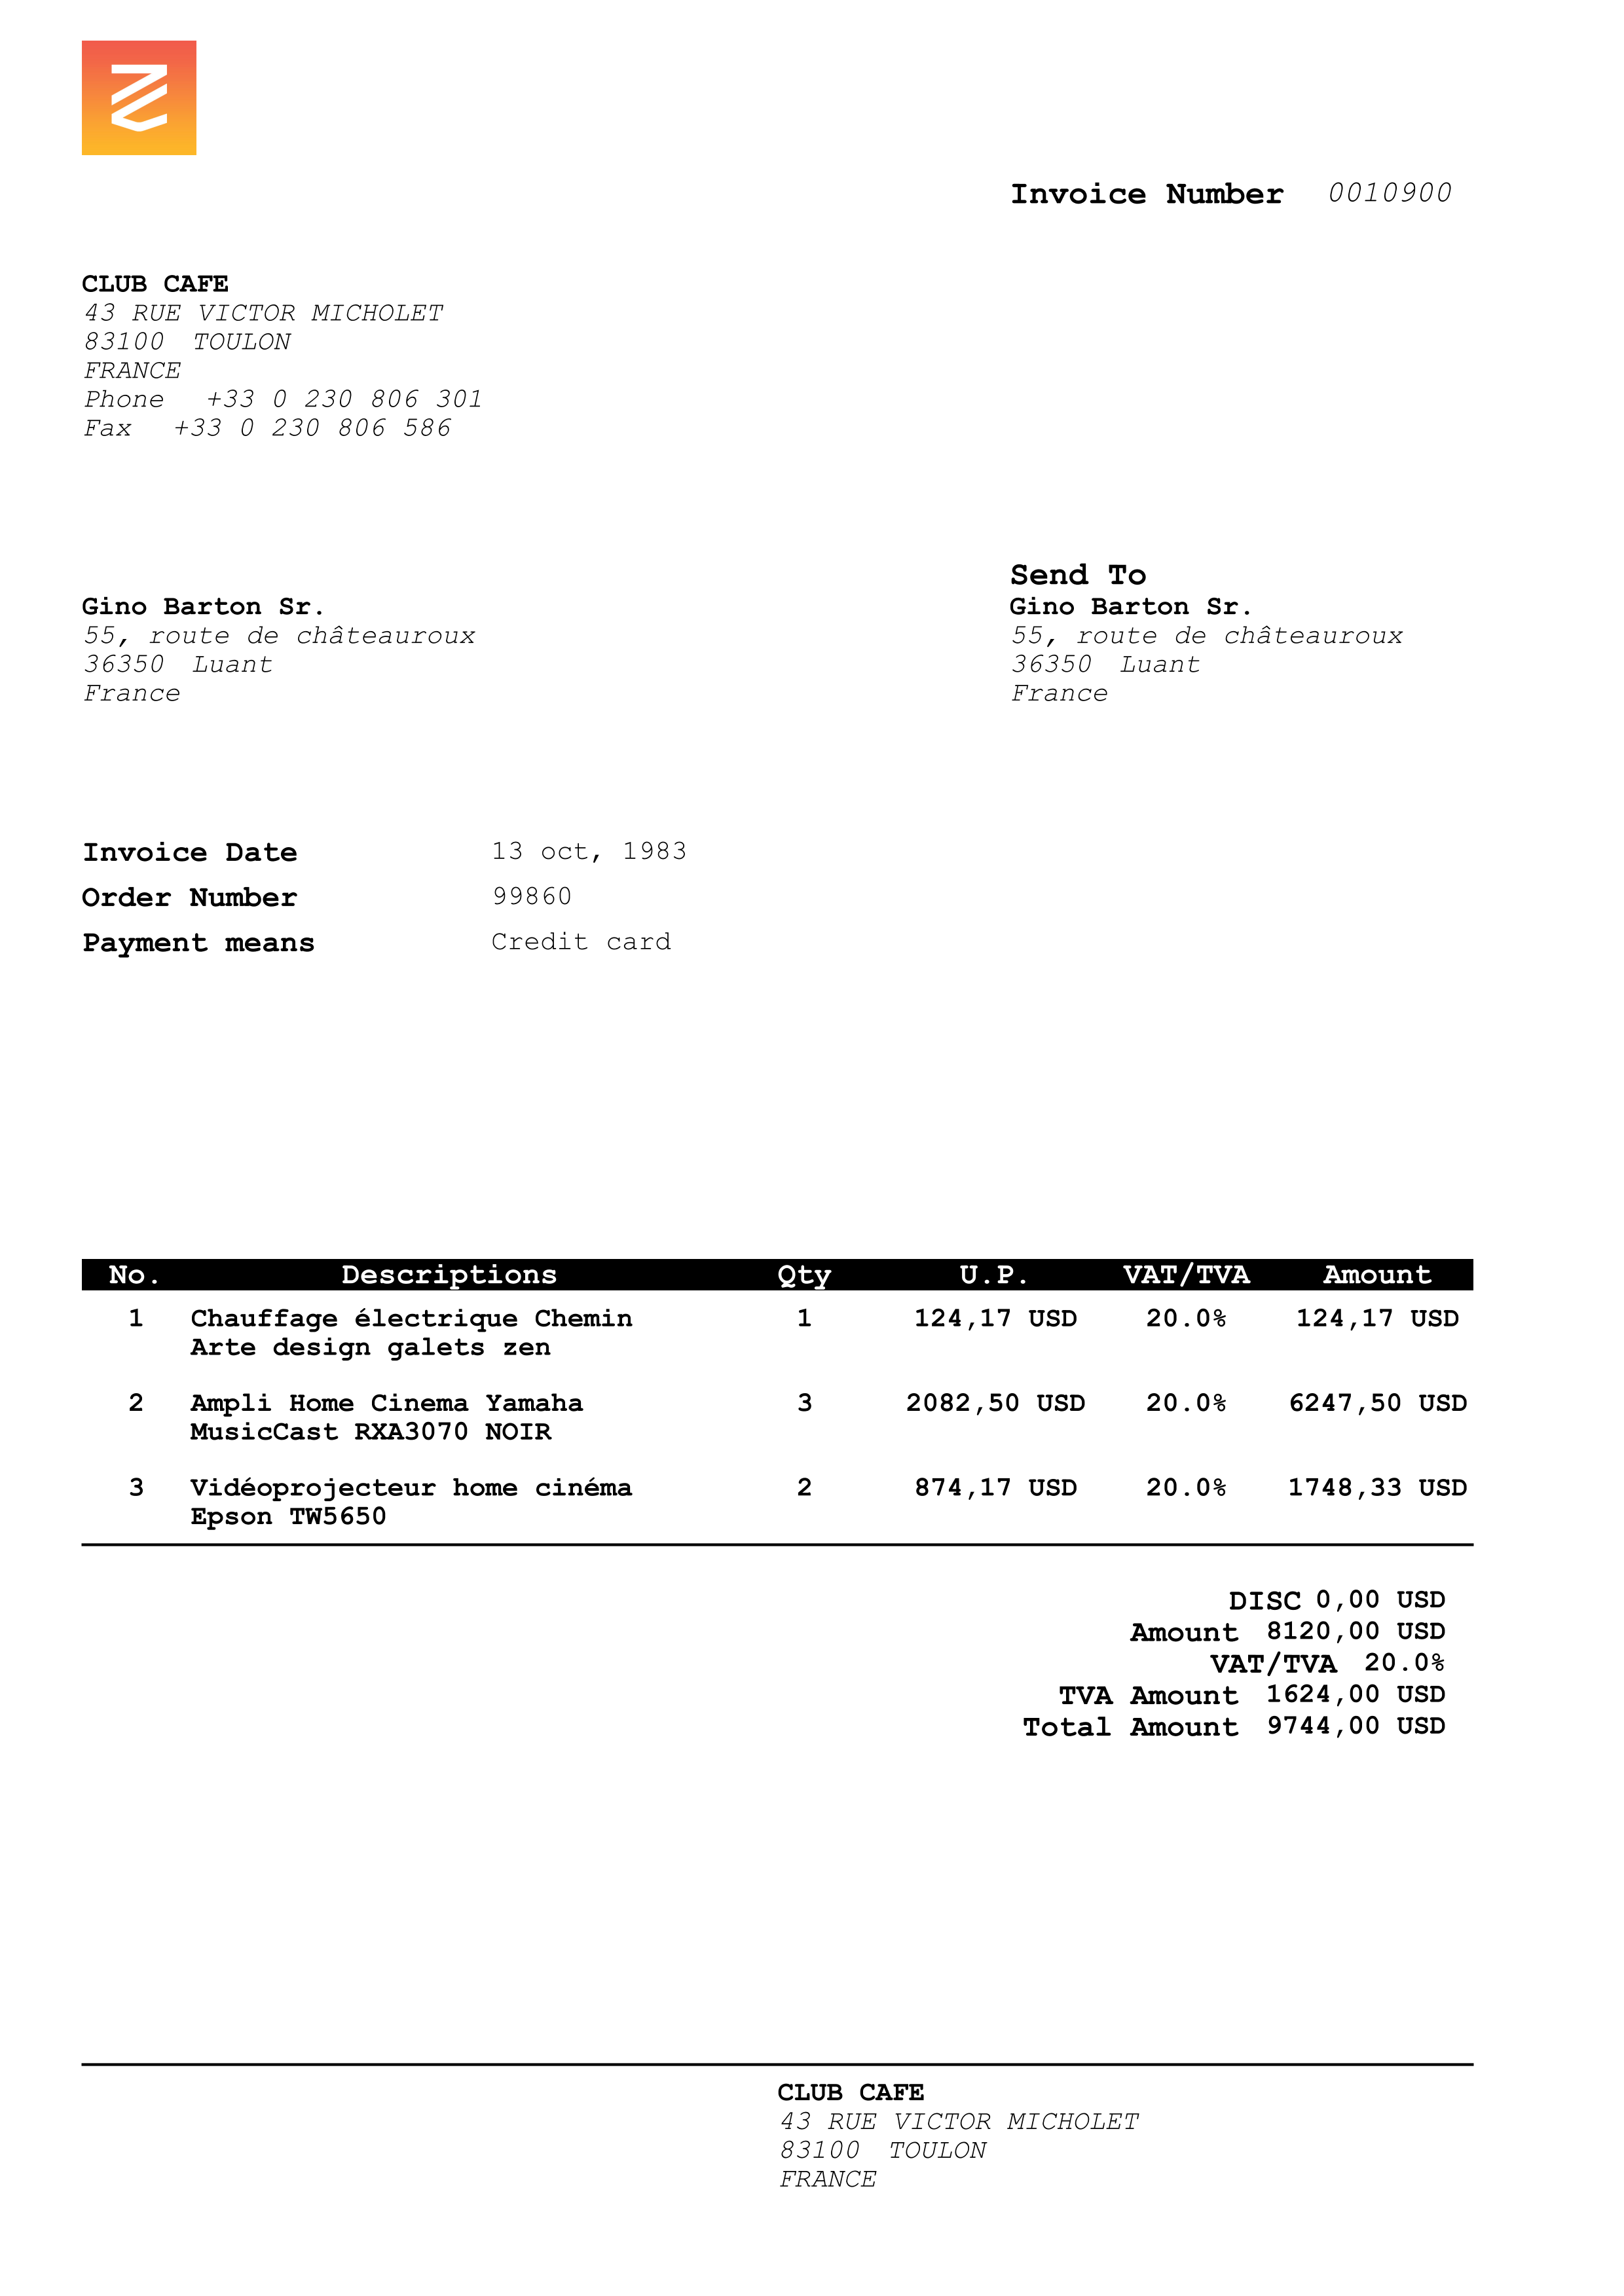 Invoice Number 0010900
CLUB CAFE
43 RUE VICTOR MICHOLET
83100 TOULON
FRANCE
Phone +33 0 230 806 301
Fax +33 0 230 806 586
Send To
Gino Barton Sr. Gino Barton Sr.
55, route de châteauroux 55, route de châteauroux
36350 Luant 36350 Luant
France France
Invoice Date 13 oct, 1983
Order Number 99860
Payment means Credit card
No. Descriptions Qty U.P. VAT/TVA Amount
1 Chauffage électrique Chemin 1 124,17 USD 20.0% 124,17 USD
Arte design galets zen
2 Ampli Home Cinema Yamaha 3 2082,50 USD 20.0% 6247,50 USD
MusicCast RXA3070 NOIR
3 Vidéoprojecteur home cinéma 2 874,17 USD 20.0% 1748,33 USD
Epson TW5650
DISC 0,00 USD
Amount 8120,00 USD
VAT/TVA 20.0%
TVA Amount 1624,00 USD
Total Amount 9744,00 USD
CLUB CAFE
43 RUE VICTOR MICHOLET
83100 TOULON
FRANCE